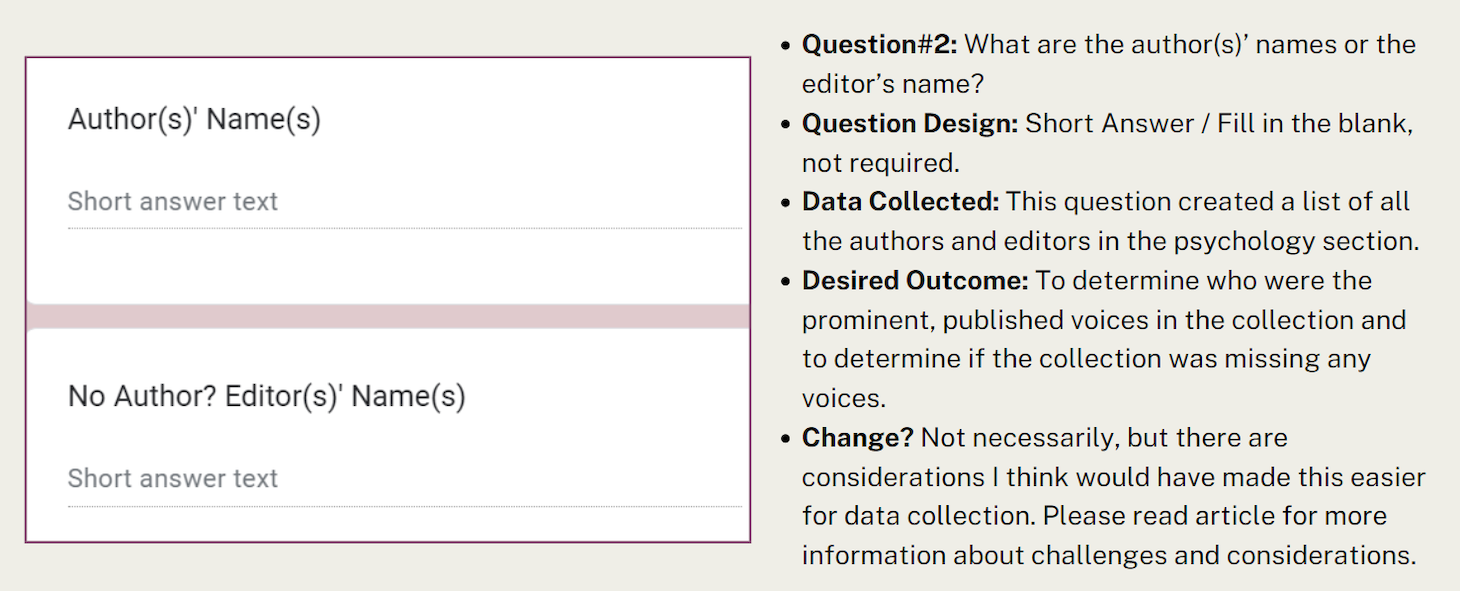 Author(s)' Name(s)
Short answer text
No Author? Editor(s)' Name(s)
Short answer text
• Question#2: What are the author(s)’ names or the
editor’s name?
• Question Design: Short Answer / Fill in the blank,
not required.
• Data Collected: This question created a list of all
the authors and editors in the psychology section.
• Desired Outcome: To determine who were the
prominent, published voices in the collection and
to determine if the collection was missing any
voices.
• Change? Not necessarily, but there are
considerations I think would have made this easier
for data collection. Please read article for more
information about challenges and considerations.